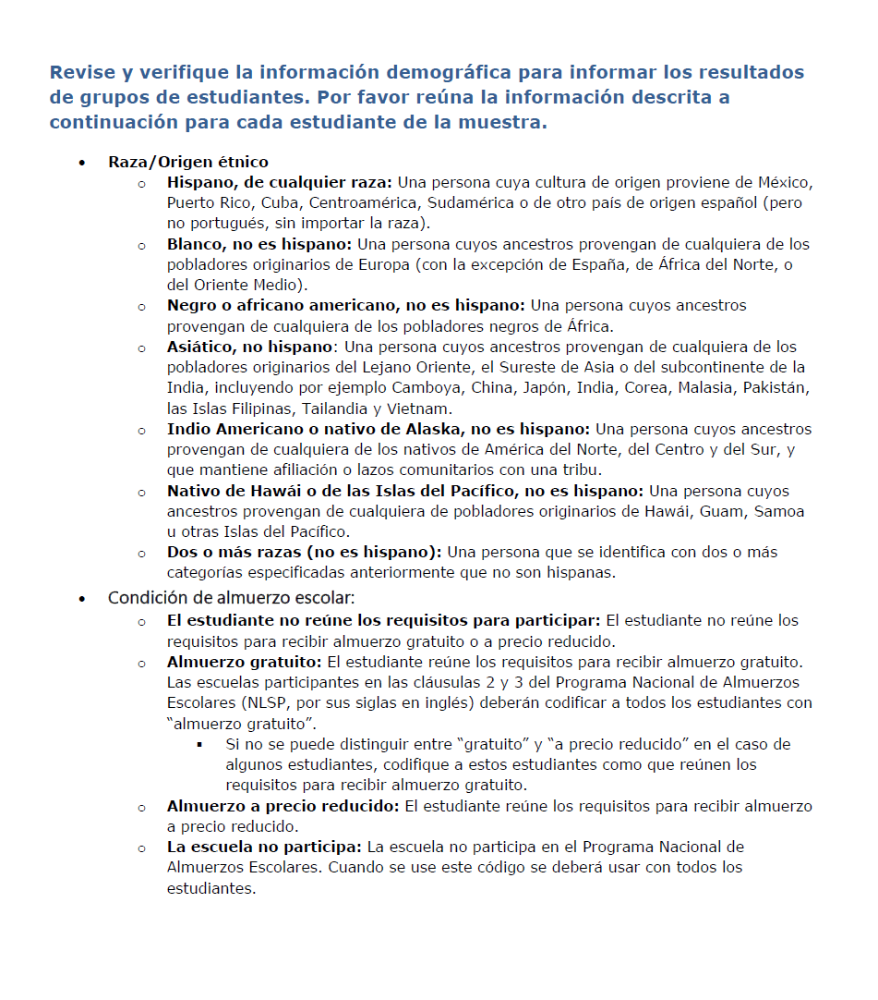 Revise y verifique la información demográfica para informar los resultados
de grupos de estudiantes. Por favor reúna la información descrita a
continuación para cada estudiante de la muestra.
• Raza/Origen étnico
o Hispano, de cualquier raza: Una persona cuya cultura de origen proviene de México,
Puerto Rico, Cuba, Centroamérica, Sudamérica o de otro país de origen español (pero
no portugués, sin importar la raza).
o Blanco, no es hispano: Una persona cuyos ancestros provengan de cualquiera de los
pobladores originarios de Europa (con la excepción de España, de África del Norte, o
del Oriente Medio).
o Negro o africano americano, no es hispano: Una persona cuyos ancestros
provengan de cualquiera de los pobladores negros de África.
o Asiático, no hispano: Una persona cuyos ancestros provengan de cualquiera de los
pobladores originarios del Lejano Oriente, el Sureste de Asia o del subcontinente de la
India, incluyendo por ejemplo Camboya, China, Japón, India, Corea, Malasia, Pakistán,
las Islas Filipinas, Tailandia y Vietnam.
o Indio Americano o nativo de Alaska, no es hispano: Una persona cuyos ancestros
provengan de cualquiera de los nativos de América del Norte, del Centro y del Sur, y
que mantiene afiliación o lazos comunitarios con una tribu.
o Nativo de Hawái o de las Islas del Pacífico, no es hispano: Una persona cuyos
ancestros provengan de cualquiera de pobladores originarios de Hawái, Guam, Samoa
u otras Islas del Pacífico.
o Dos o más razas (no es hispano): Una persona que se identifica con dos o más
categorías especificadas anteriormente que no son hispanas.
• Condición de almuerzo escolar:
o El estudiante no reúne los requisitos para participar: El estudiante no reúne los
requisitos para recibir almuerzo gratuito o a precio reducido.
o Almuerzo gratuito: El estudiante reúne los requisitos para recibir almuerzo gratuito.
Las escuelas participantes en las cláusulas 2 y 3 del Programa Nacional de Almuerzos
Escolares (NLSP, por sus siglas en inglés) deberán codificar a todos los estudiantes con
“almuerzo gratuito”.
▪ Si no se puede distinguir entre “gratuito” y “a precio reducido” en el caso de
algunos estudiantes, codifique a estos estudiantes como que reúnen los
requisitos para recibir almuerzo gratuito.
o Almuerzo a precio reducido: El estudiante reúne los requisitos para recibir almuerzo
a precio reducido.
o La escuela no participa: La escuela no participa en el Programa Nacional de
Almuerzos Escolares. Cuando se use este código se deberá usar con todos los
estudiantes.